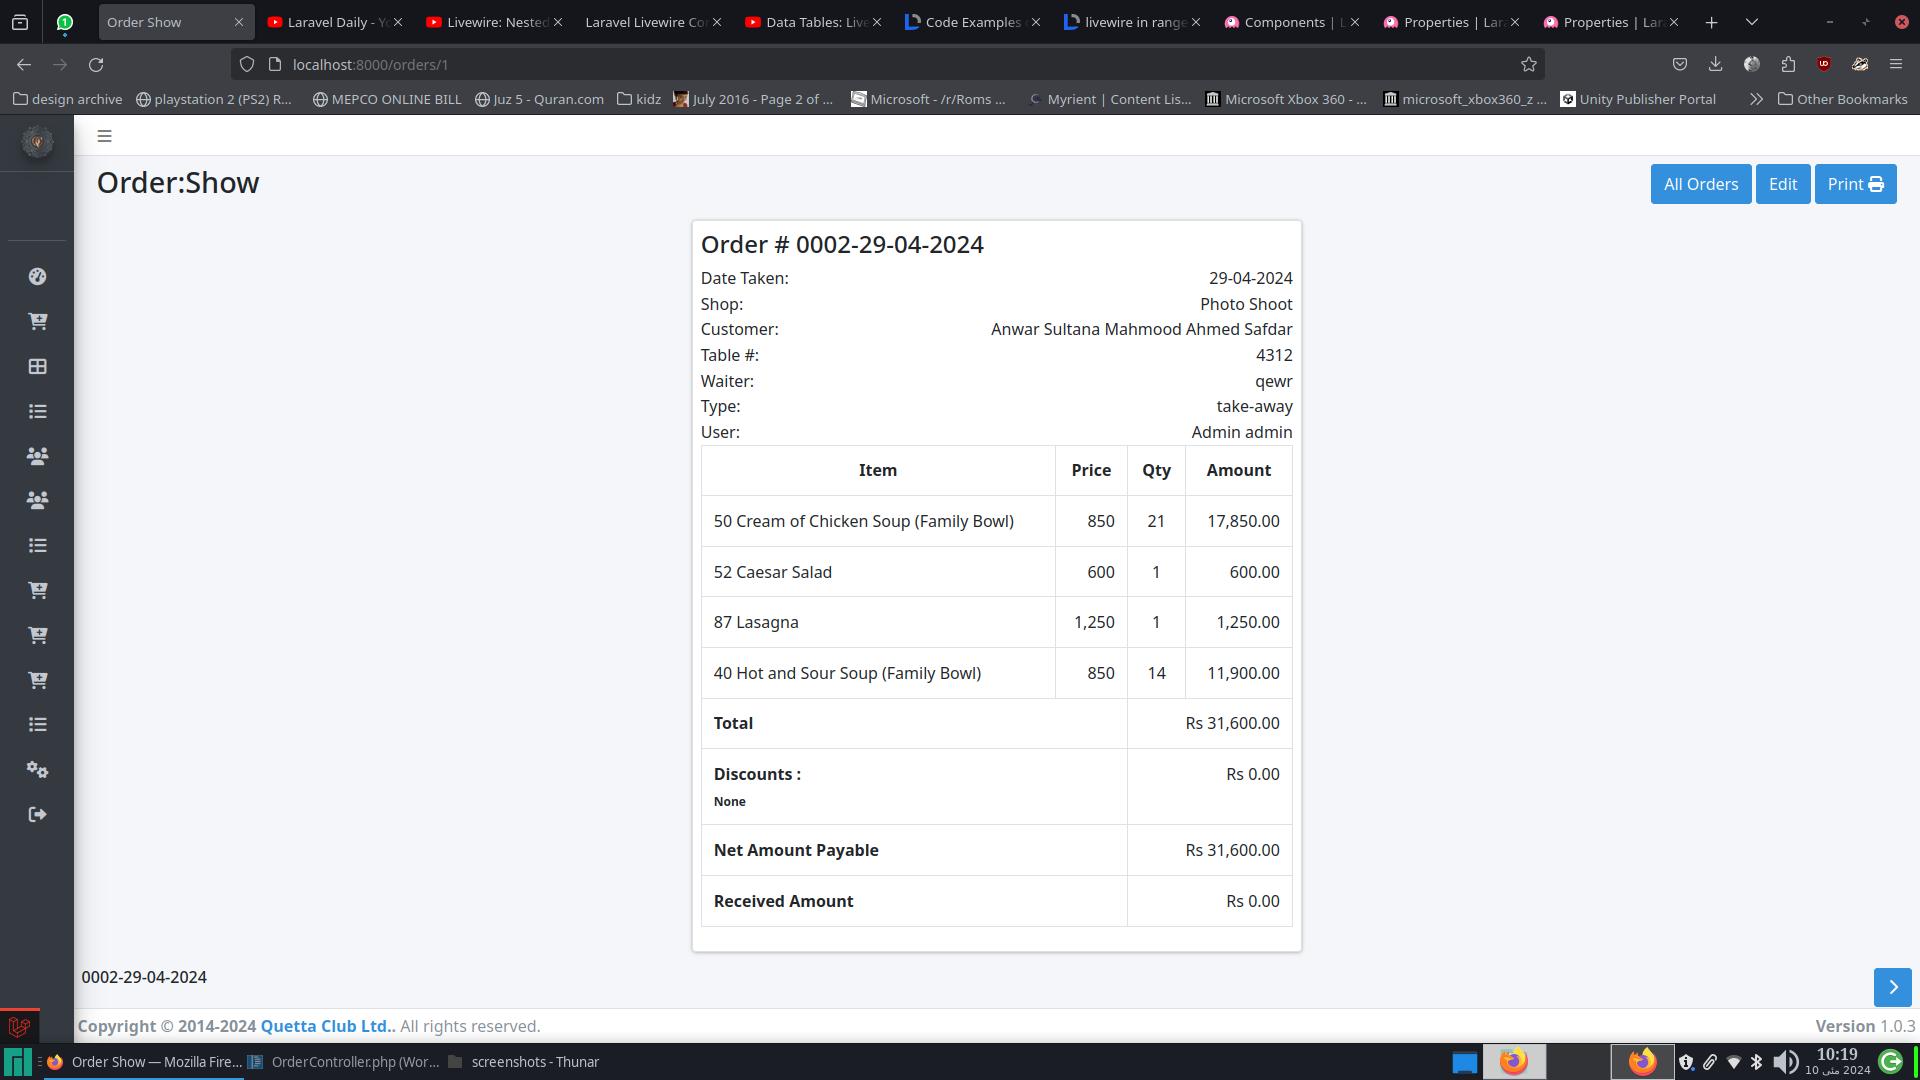 Order Show
Laravel Daily - Yo
Livewire: Nested
Laravel Livewire Cor
Data Tables: Live
Code Examples
livewire in range
Components | L
Properties | Lar
Properties | Lar
localhost:8000/orders/1
design archive
playstation 2 (PS2) R...
MEPCO ONLINE BILL
Juz 5 - Quran.com
kidz
July 2016 - Page 2 of ...
Microsoft - /r/Roms ...
Myrient | Content Lis...
Microsoft Xbox 360 - ...
microsoft_xbox360_z ...
Unity Publisher Portal
Other Bookmarks
Order:Show
All Orders
Edit
Print
Order # 0002-29-04-2024
Date Taken: 29-04-2024
Shop: Photo Shoot
Customer: Anwar Sultana Mahmood Ahmed Safdar
Table #: 4312
Waiter: qewr
Type: take-away
User: Admin admin
Item Price Qty Amount
50 Cream of Chicken Soup (Family Bowl) 850 21 17,850.00
52 Caesar Salad 600 1 600.00
87 Lasagna 1,250 1 1,250.00
40 Hot and Sour Soup (Family Bowl) 850 14 11,900.00
Total Rs 31,600.00
Discounts : Rs 0.00
None
Net Amount Payable Rs 31,600.00
Received Amount Rs 0.00
0002-29-04-2024
Copyright © 2014-2024 Quetta Club Ltd.. All rights reserved.
Version 1.0.3
Order Show — Mozilla Fire...
OrderController.php (Wor...
screenshots - Thunar
10:19
10 مئی 2024